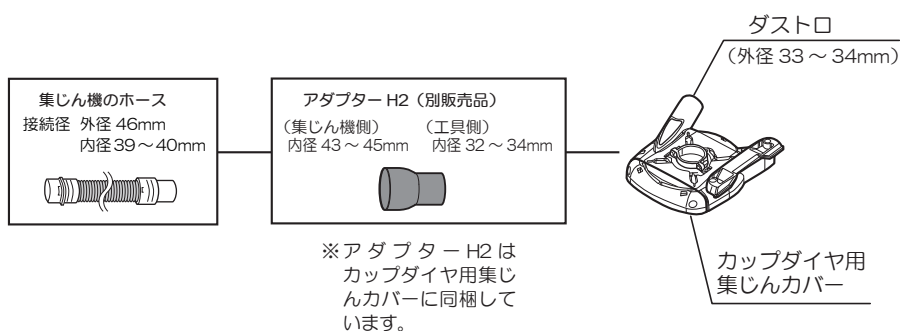 ダストロ
（外径 33 ～ 34mm）
集じん機のホース
接続径 外径 46mm
内径 39 ～ 40mm
アダプター H2（別販売品）
（集じん機側）
内径 43 ～ 45mm
（工具側）
内径 32 ～ 34mm
※アダプター H2 は
カップダイヤ用集じ
んカバーに同梱して
います。
カップダイヤ用
集じんカバー